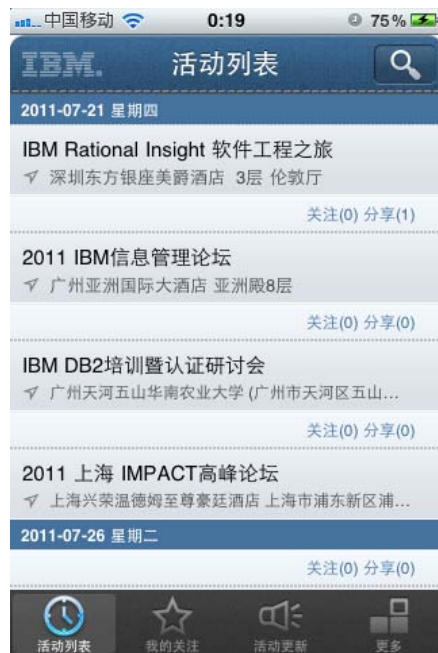 中国移动 0:19 75%
IBM. 活动列表
2011-07-21 星期四
IBM Rational Insight 软件工程之旅
深圳东方银座美爵酒店 3层 伦敦厅
关注(0) 分享(1)
2011 IBM信息管理论坛
广州亚洲国际大酒店 亚洲殿8层
关注(0) 分享(0)
IBM DB2培训暨认证研讨会
广州天河五山华南农业大学 (广州市天河区五山...
关注(0) 分享(0)
2011 上海 IMPACT高峰论坛
上海兴荣温德姆至尊豪廷酒店 上海市浦东新区浦...
2011-07-26 星期二
关注(0) 分享(0)
活动列表 我的关注 活动更新 更多